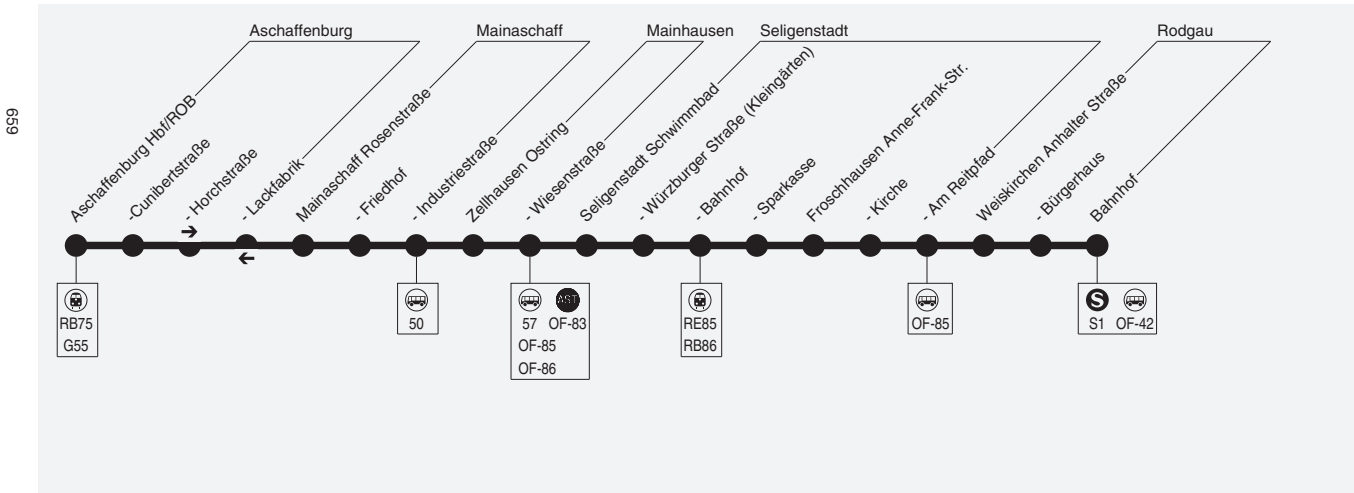 659
Aschaffenburg
Mainaschaff
Mainhausen
Seligenstadt
Rodgau
Aschaffenburg Hbf/ROB
-Cunibertstraße
- Horchstraße
- Lackfabrik
Mainaschaff Rosenstraße
- Friedhof
- Industriestraße
Zellhausen Ostring
- Wiesenstraße
Seligenstadt Schwimmbad
- Würzburger Straße (Kleingärten)
- Bahnhof
- Sparkasse
Froschhausen Anne-Frank-Str.
- Kirche
- Am Reitpfad
Weiskirchen Anhalter Straße
- Bürgerhaus
Bahnhof
RB75
G55
50
AST
57 OF-83
OF-85
OF-86
RE85
RB86
OF-85
S
S1 OF-42